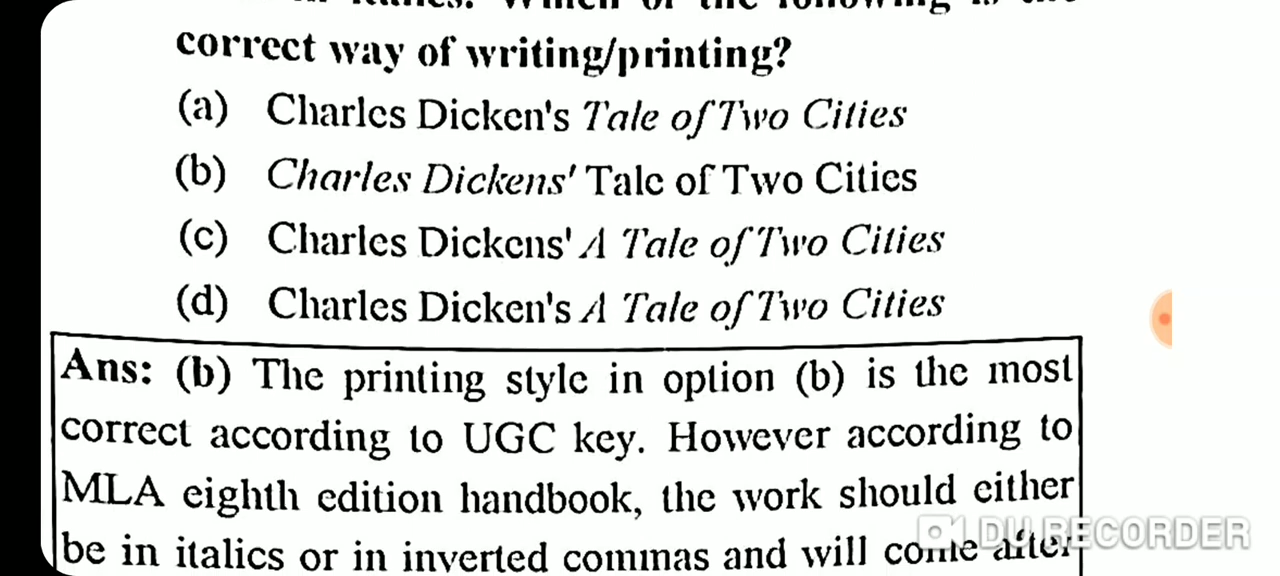 correct way of writing/printing?
(a) Charles Dicken's Tale of Two Cities
(b) Charles Dickens' Tale of Two Cities
(c) Charles Dickens' A Tale of Two Cities
(d) Charles Dicken's A Tale of Two Cities
Ans: (b) The printing style in option (b) is the most
correct according to UGC key. However according to
MLA eighth edition handbook, the work should either
be in italics or in inverted commas and will come after
DU RECORDER